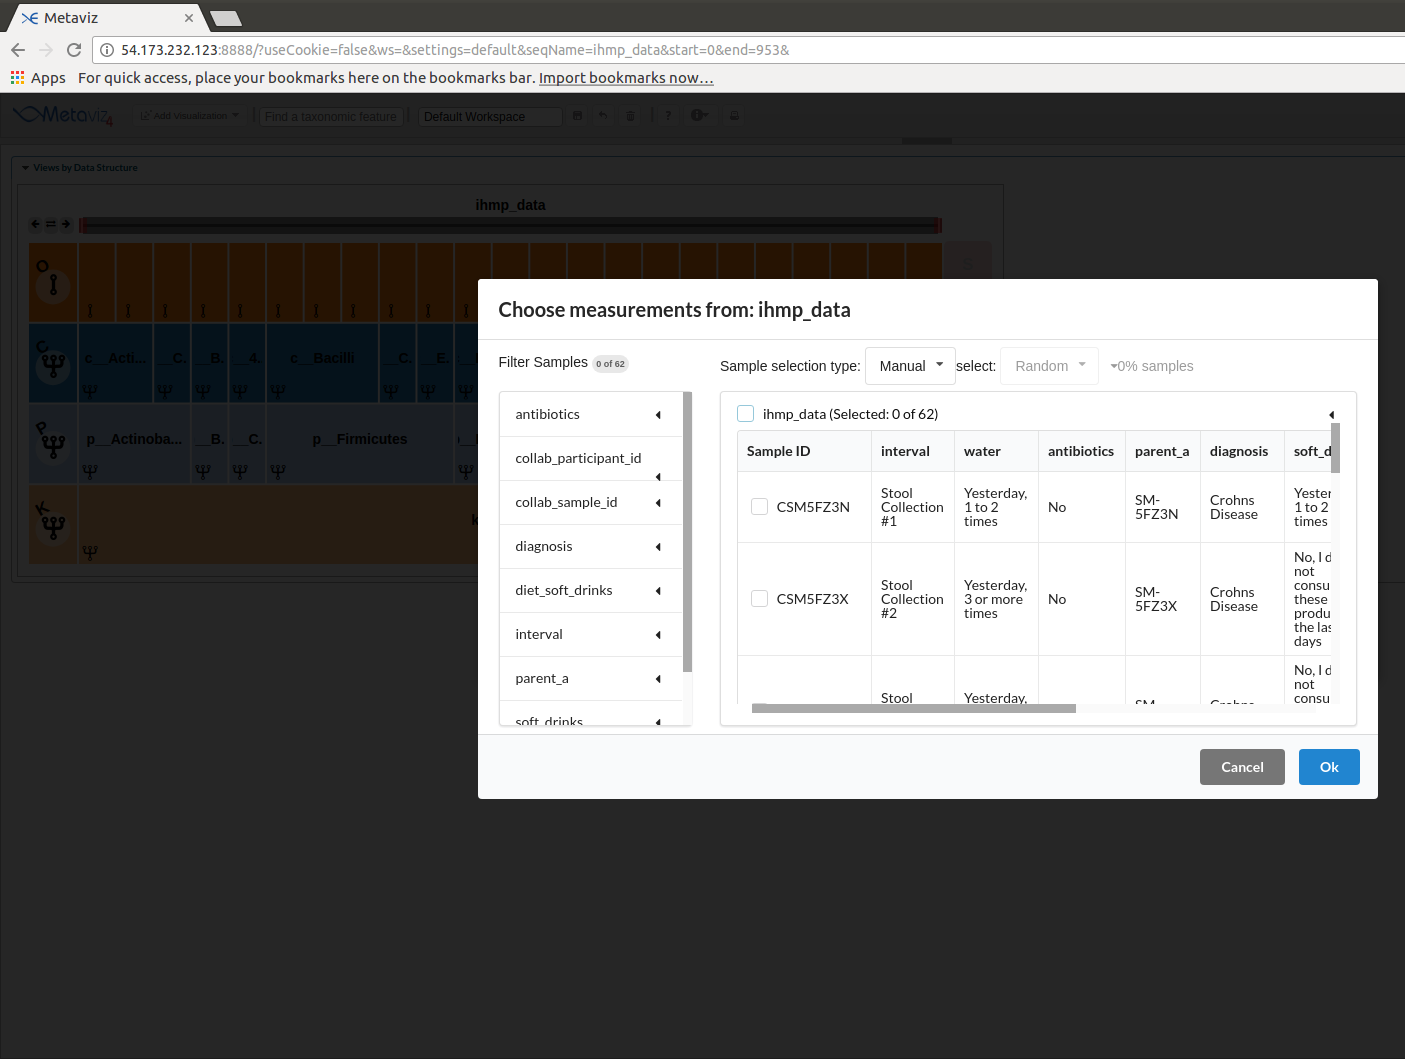 Metaviz
54.173.232.123:8888/?useCookie=false&ws=&settings=default&seqName=ihmp_data&start=0&end=953&
Apps For quick access, place your bookmarks here on the bookmarks bar. Import bookmarks now...
Metaviz 4 Add Visualization Find a taxonomic feature Default Workspace ?
Views by Data Structure
ihmp_data
O
C c__Acti... __C. __B. __4. c__Bacilli __C. __E.
P p__Actinoba... __B. __C. p__Firmicutes
K
Choose measurements from: ihmp_data
Filter Samples 0 of 62
Sample selection type: Manual select: Random 0% samples
antibiotics
collab_participant_id
collab_sample_id
diagnosis
diet_soft_drinks
interval
parent_a
soft_drinks
ihmp_data (Selected: 0 of 62)
Sample ID interval water antibiotics parent_a diagnosis soft_d
CSM5FZ3N
Stool
Collection
#1
Yesterday,
1 to 2
times
No
SM-
5FZ3N
Crohns
Disease
Yester
1 to 2
times
CSM5FZ3X
Stool
Collection
#2
Yesterday,
3 or more
times
No
SM-
5FZ3X
Crohns
Disease
No, I d
not
consu
these
produ
the las
days
Stool
Yesterday,
SM-
Crohns
No, I d
not
consu
Cancel Ok